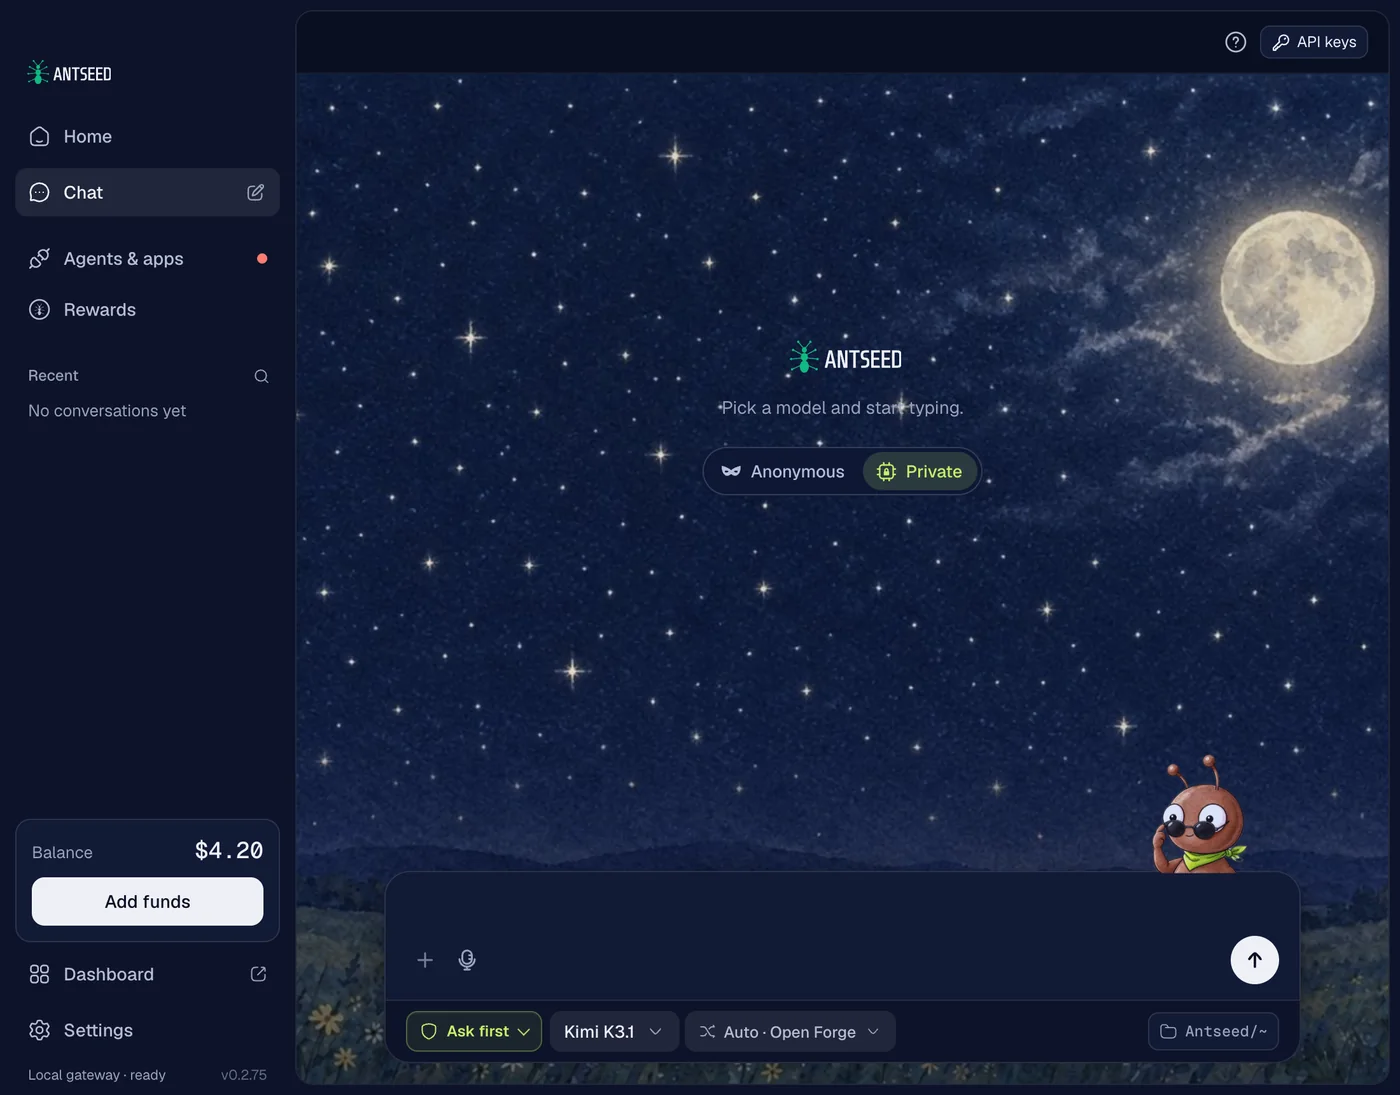 ANTSEED
Home
Chat
Agents & apps
Rewards
Recent
No conversations yet
Balance
$4.20
Add funds
Dashboard
Settings
Local gateway · ready
v0.2.75
API keys
ANTSEED
Pick a model and start typing.
Anonymous
Private
Ask first
Kimi K3.1
Auto · Open Forge
Antseed/~